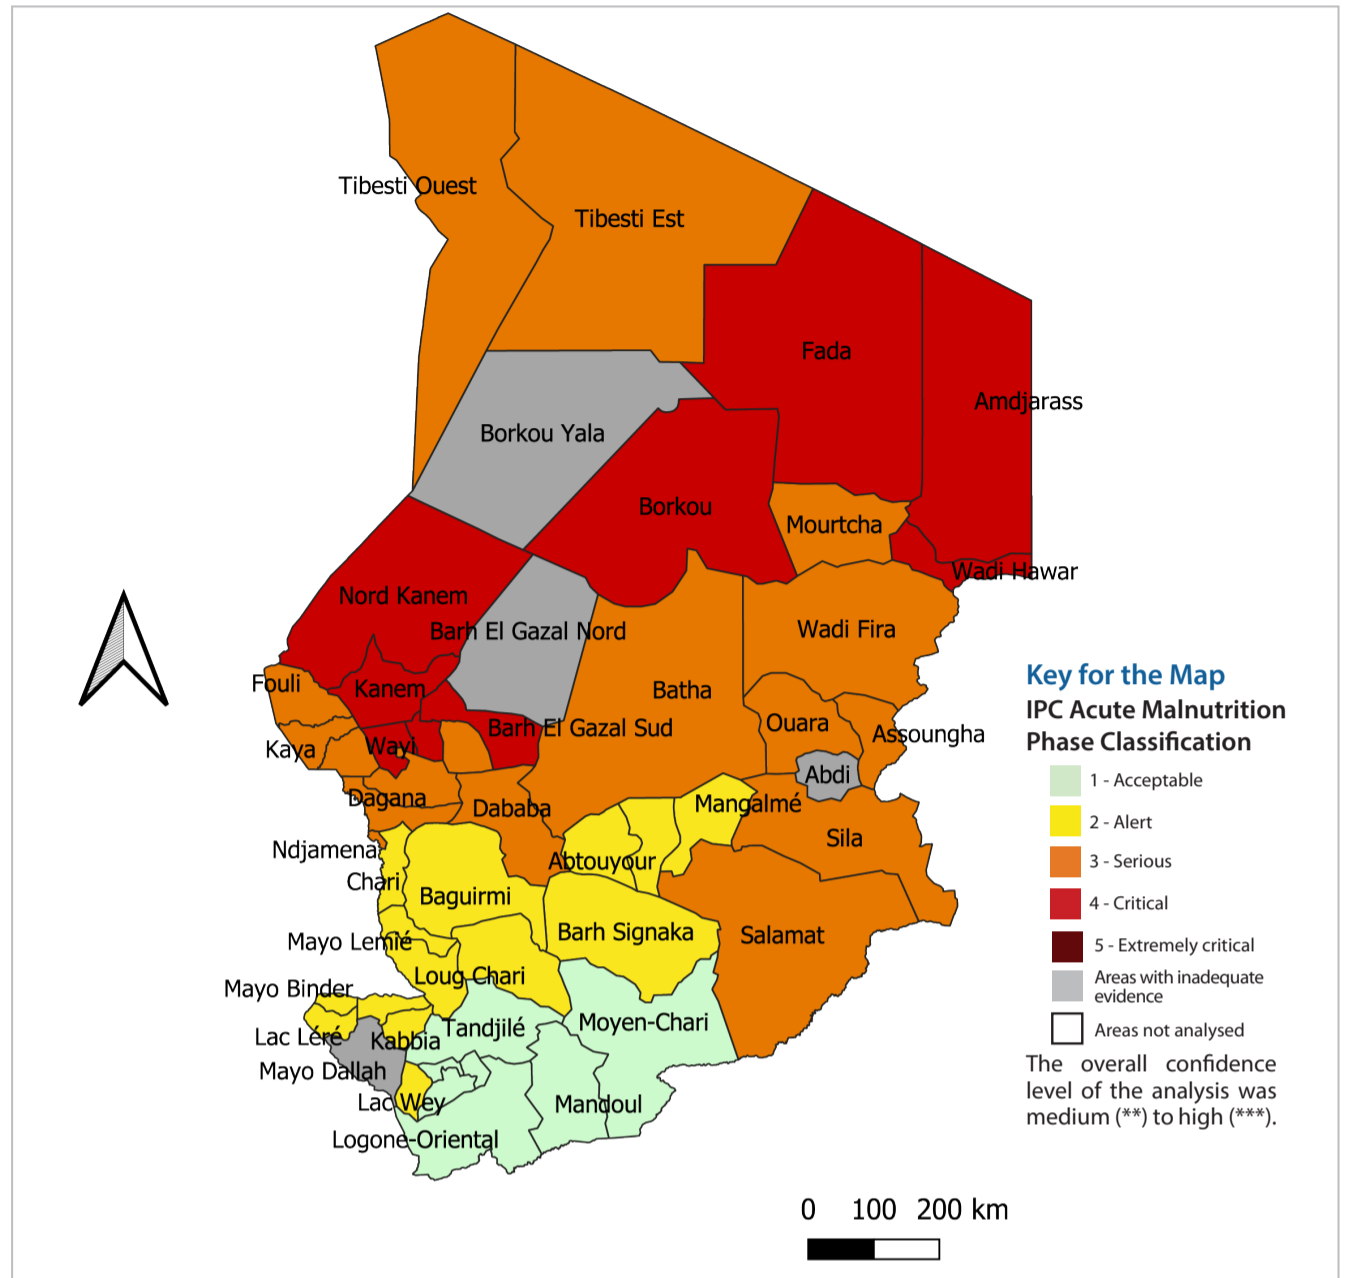 Tibesti Ouest
Tibesti Est
Fada
Amdjarass
Borkou Yala
Borkou
Mourtcha
Wadi Hawar
Nord Kanem
Barh El Gazal Nord
Wadi Fira
Fouli
Kanem
Batha
Ouara
Assoungha
Kaya
Wayi
Barh El Gazal Sud
Abdi
Dagana
Dababa
Mangalmé
Sila
Ndjamena
Abtouyour
Chari
Baguirmi
Barh Signaka
Salamat
Mayo Lemié
Loug Chari
Mayo Binder
Tandjilé
Moyen-Chari
Lac Léré
Kabbia
Mayo Dallah
Lac Wey
Mandoul
Logone-Oriental
Key for the Map
IPC Acute Malnutrition
Phase Classification
1 - Acceptable
2 - Alert
3 - Serious
4 - Critical
5 - Extremely critical
Areas with inadequate
evidence
Areas not analysed
The overall confidence
level of the analysis was
medium (**) to high (***).
0 100 200 km